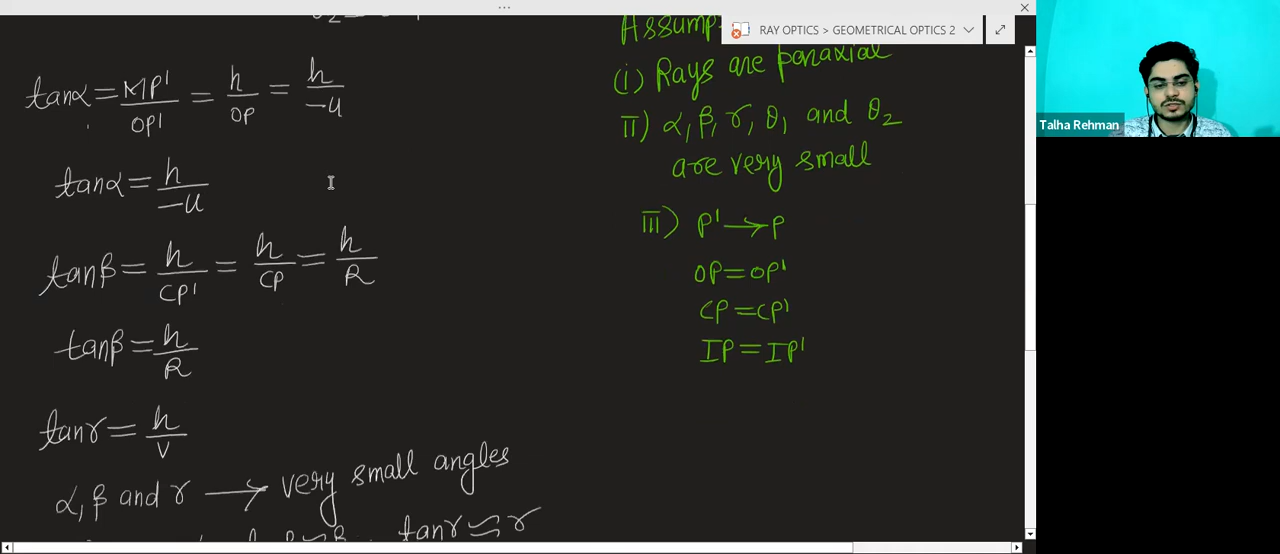 Assump
RAY OPTICS > GEOMETRICAL OPTICS 2
Talha Rehman
tanα = MP' / OP' = h / OP = h / -u
tanα = h / -u
tanβ = h / CP' = h / CP = h / R
tanβ = h / R
tanγ = h / v
α, β and γ → very small angles
tanγ ≈ γ
(i) Rays are paraxial
II) α, β, γ, θ₁ and θ₂
are very small
III) P' → P
OP = OP'
CP = CP'
IP = IP'